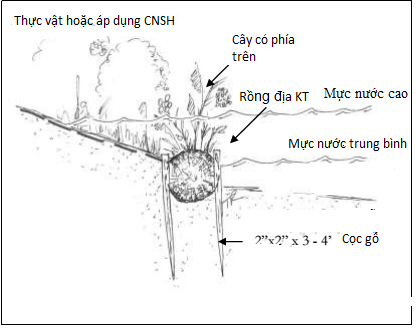 Thực vật hoặc áp dụng CNSH
Cây có phía
trên
Rồng địa KT
Mực nước cao
Mực nước trung bình
2”x2” x 3 - 4’ Cọc gỗ